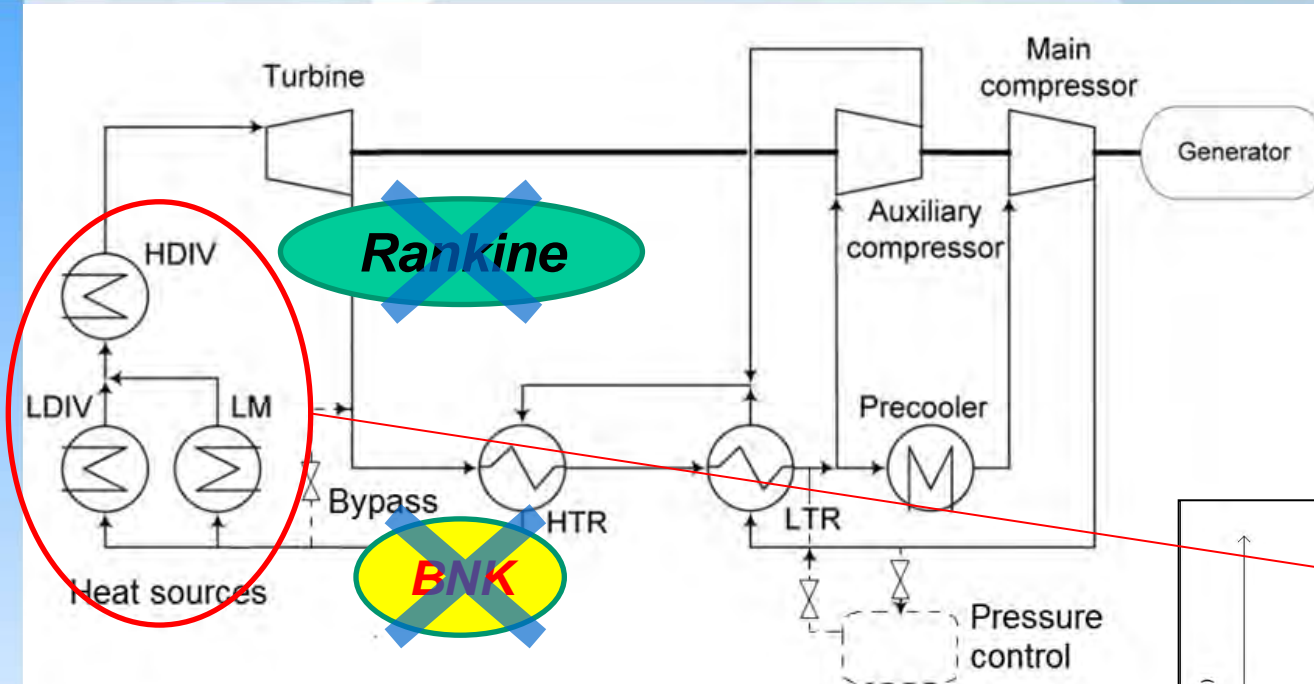 Main
compressor
Turbine
Generator
Auxiliary
compressor
HDIV
Rankine
LDIV
LM
Precooler
Bypass
HTR
LTR
BNK
Heat sources
Pressure
control